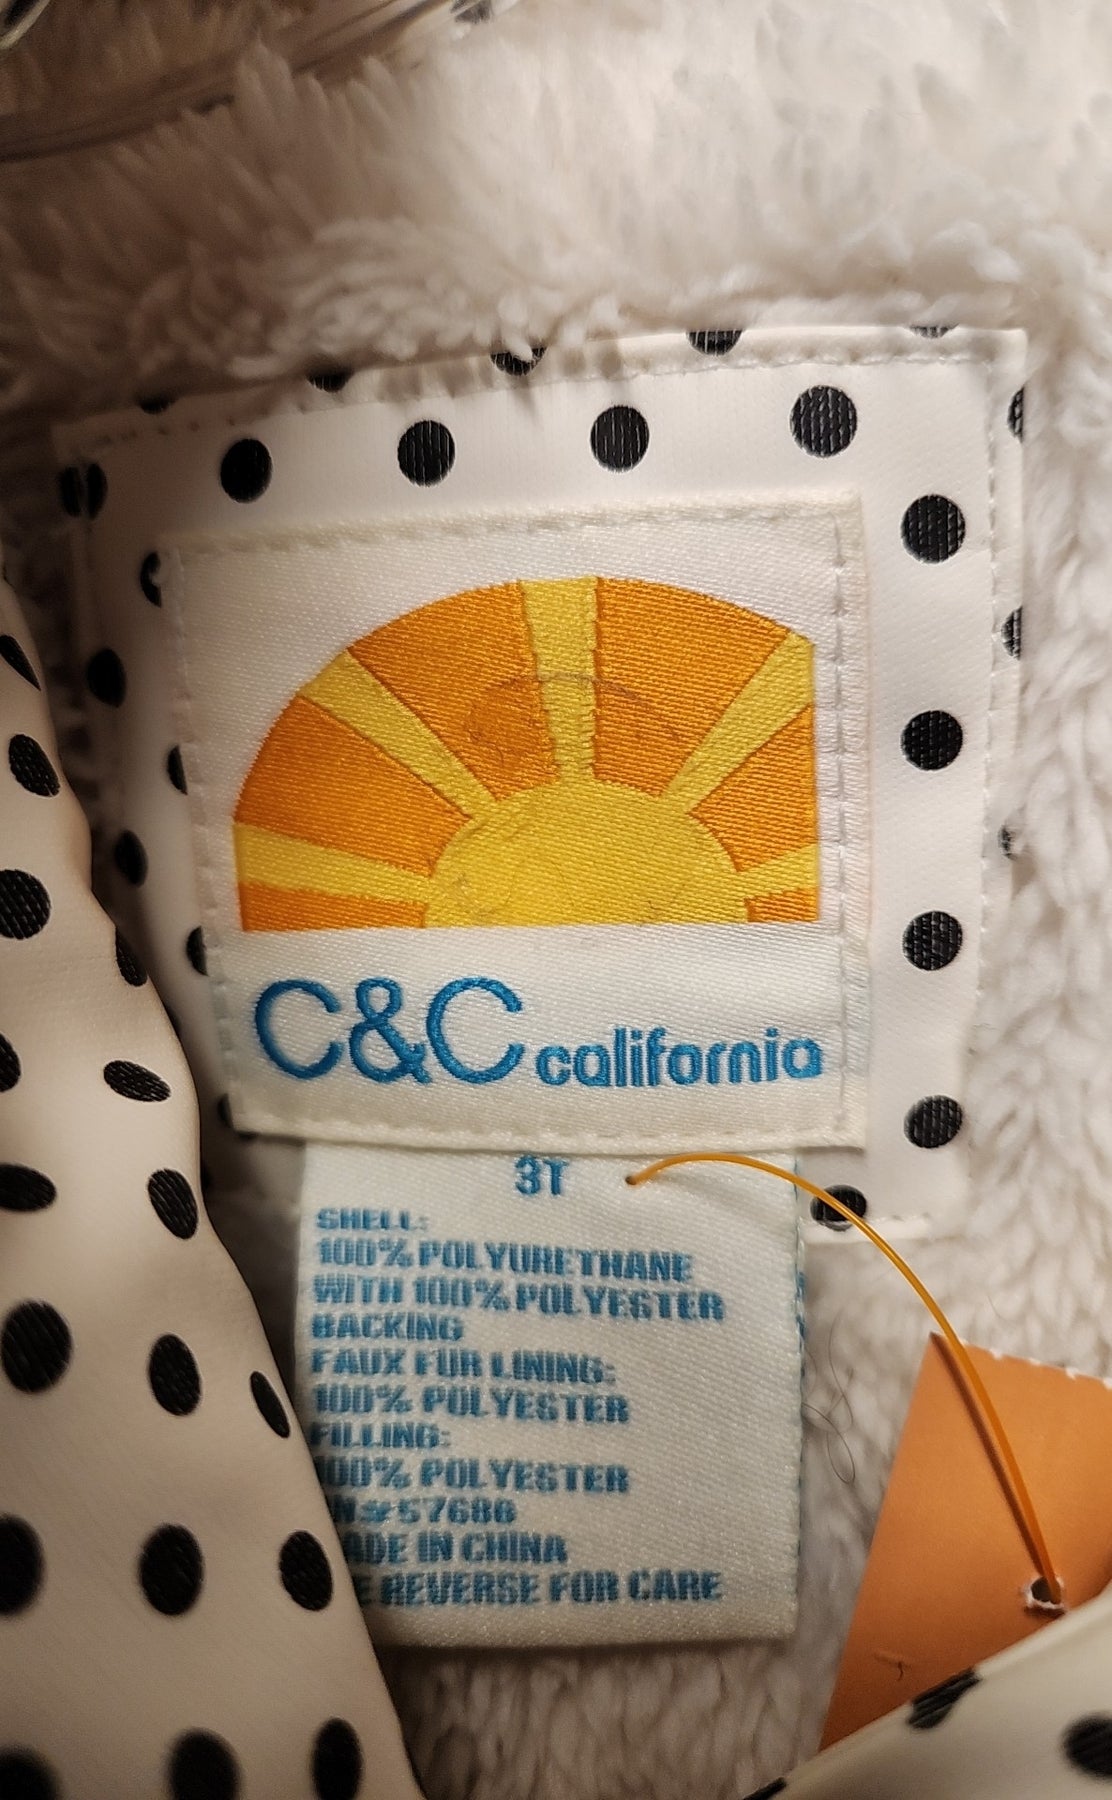 C&C california
3T
SHELL:
100% POLYURETHANE
WITH 100% POLYESTER
BACKING
FAUX FUR LINING:
100% POLYESTER
FILLING:
100% POLYESTER
MADE IN CHINA
REVERSE FOR CARE